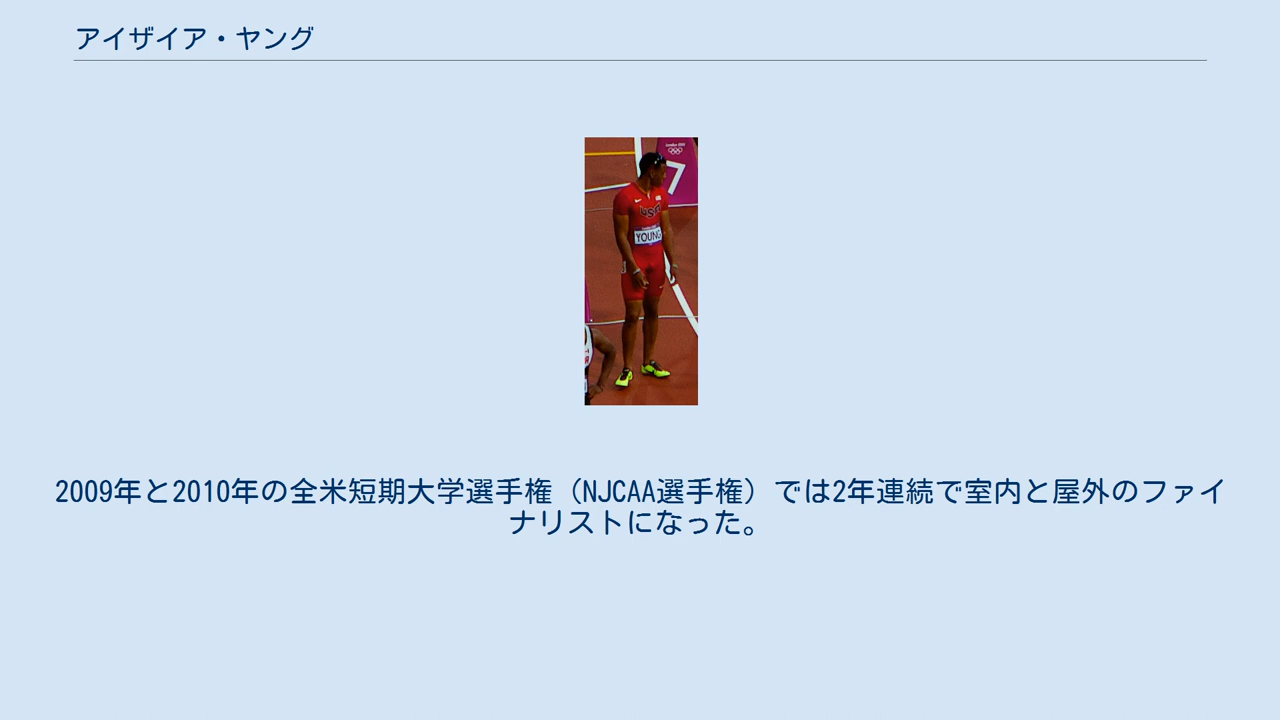 アイザイア・ヤング
London 2012
7
USA
YOUNG
2009年と2010年の全米短期大学選手権（NJCAA選手権）では2年連続で室内と屋外のファイ
ナリストになった。